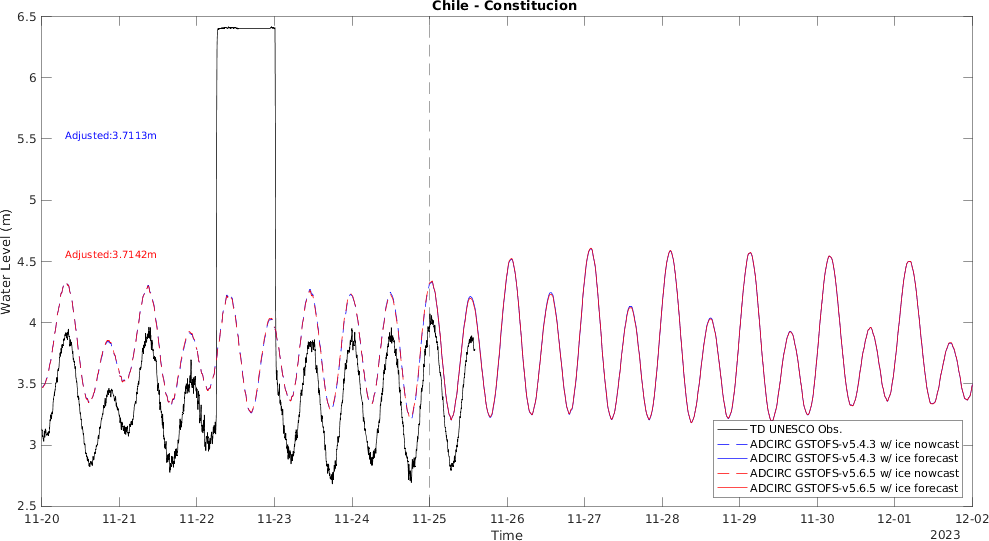 Chile - Constitucion
6.5
6
5.5
5
4.5
4
3.5
3
2.5
Water Level (m)
Adjusted:3.7113m
Adjusted:3.7142m
TD UNESCO Obs.
ADCIRC GSTOFS-v5.4.3 w/ ice nowcast
ADCIRC GSTOFS-v5.4.3 w/ ice forecast
ADCIRC GSTOFS-v5.6.5 w/ ice nowcast
ADCIRC GSTOFS-v5.6.5 w/ ice forecast
11-20 11-21 11-22 11-23 11-24 11-25 11-26 11-27 11-28 11-29 11-30 12-01 12-02
Time
2023